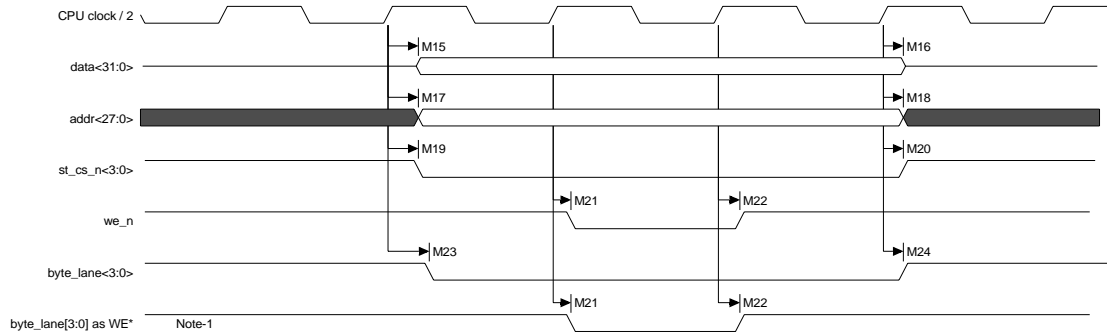 CPU clock / 2
M15 M16
data<31:0>
M17 M18
addr<27:0>
M19 M20
st_cs_n<3:0>
M21 M22
we_n
M23 M24
byte_lane<3:0>
M21 M22
byte_lane[3:0] as WE* Note-1